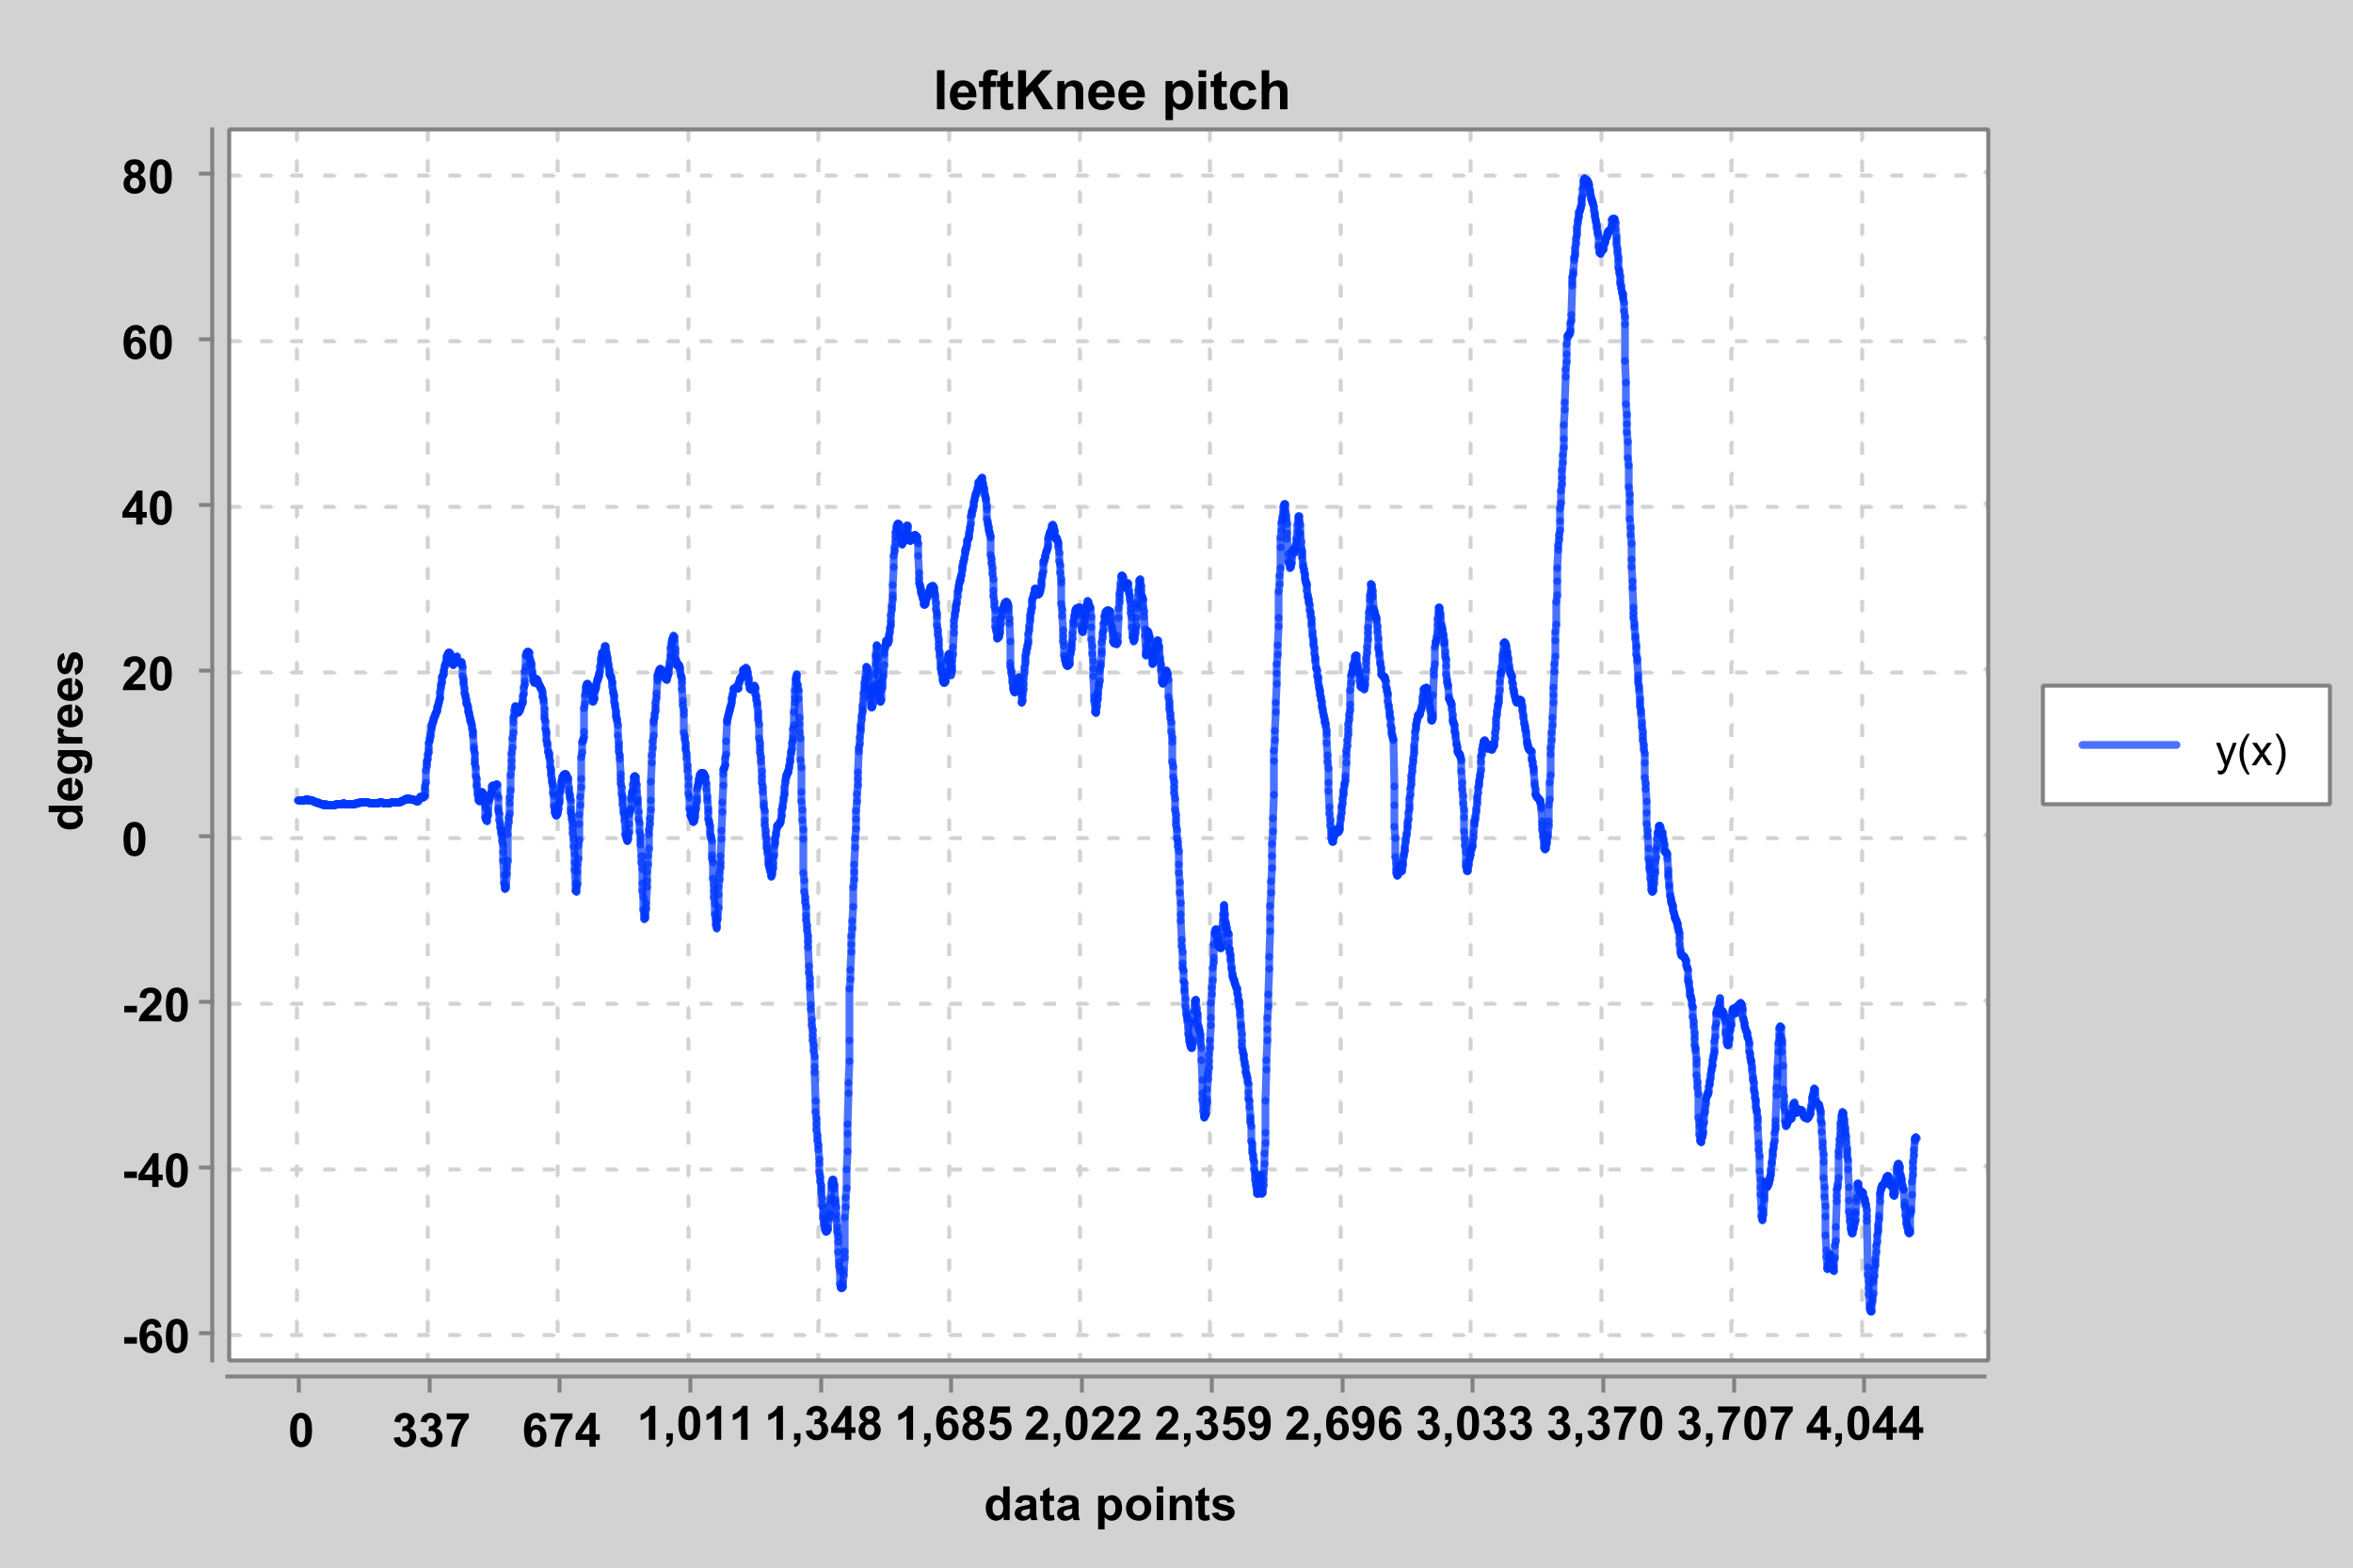 leftKnee pitch
80
60
40
20
0
-20
-40
-60
degrees
0 337 674 1,011 1,348 1,685 2,022 2,359 2,696 3,033 3,370 3,707 4,044
data points
y(x)